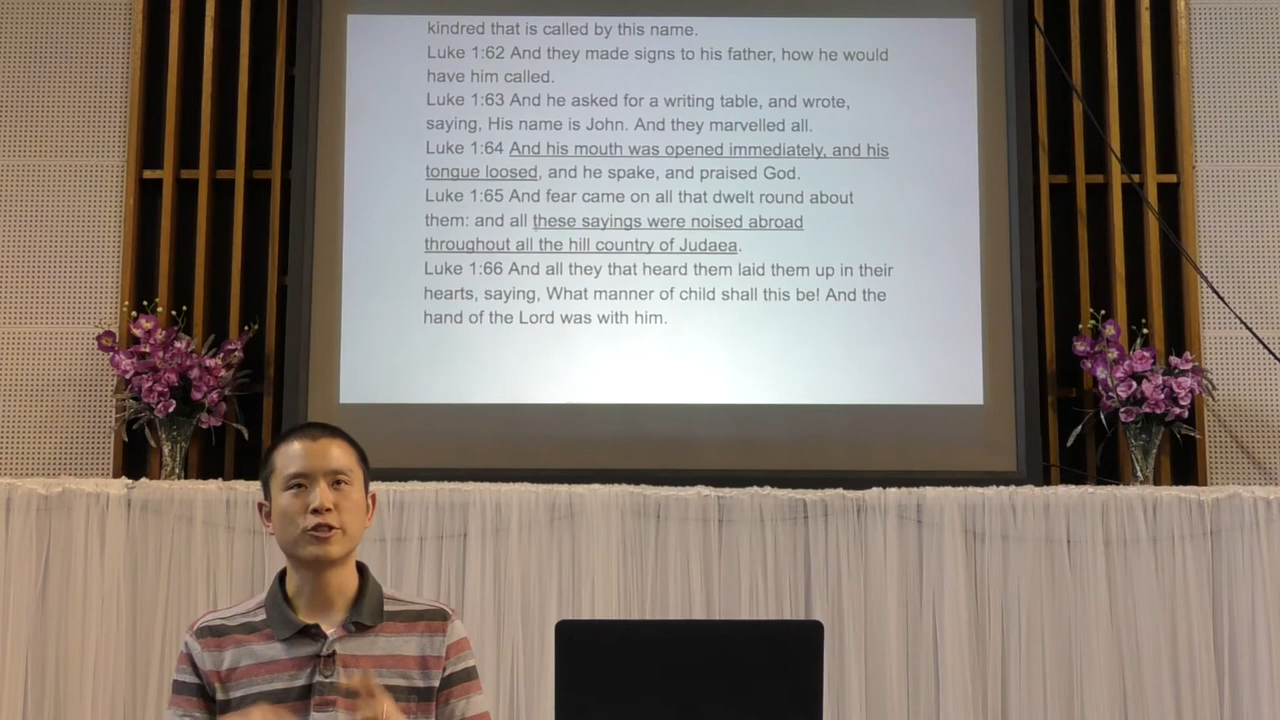 kindred that is called by this name.
Luke 1:62 And they made signs to his father, how he would
have him called.
Luke 1:63 And he asked for a writing table, and wrote,
saying, His name is John. And they marvelled all.
Luke 1:64 And his mouth was opened immediately, and his
tongue loosed, and he spake, and praised God.
Luke 1:65 And fear came on all that dwelt round about
them: and all these sayings were noised abroad
throughout all the hill country of Judaea.
Luke 1:66 And all they that heard them laid them up in their
hearts, saying, What manner of child shall this be! And the
hand of the Lord was with him.